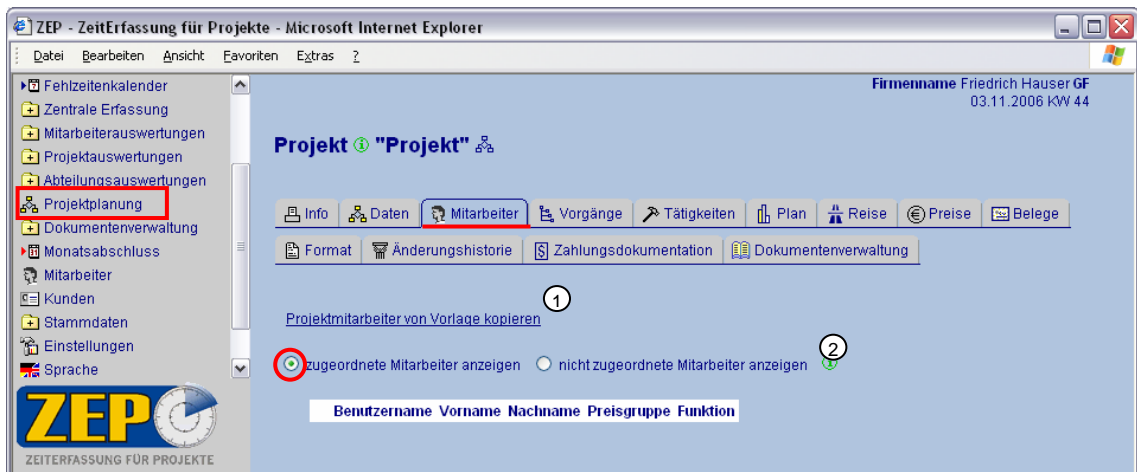 ZEP - ZeitErfassung für Projekte - Microsoft Internet Explorer
Datei Bearbeiten Ansicht Favoriten Extras ?
Fehlzeitenkalender
Zentrale Erfassung
Mitarbeiterauswertungen
Projektauswertungen
Abteilungsauswertungen
Projektplanung
Dokumentenverwaltung
Monatsabschluss
Mitarbeiter
Kunden
Stammdaten
Einstellungen
Sprache
ZEP
ZEITERFASSUNG FÜR PROJEKTE
Firmenname Friedrich Hauser GF
03.11.2006 KW 44
Projekt "Projekt"
Info Daten Mitarbeiter Vorgänge Tätigkeiten Plan Reise Preise Belege
Format Änderungshistorie Zahlungsdokumentation Dokumentenverwaltung
1
Projektmitarbeiter von Vorlage kopieren
2
zugeordnete Mitarbeiter anzeigen nicht zugeordnete Mitarbeiter anzeigen
Benutzername Vorname Nachname Preisgruppe Funktion